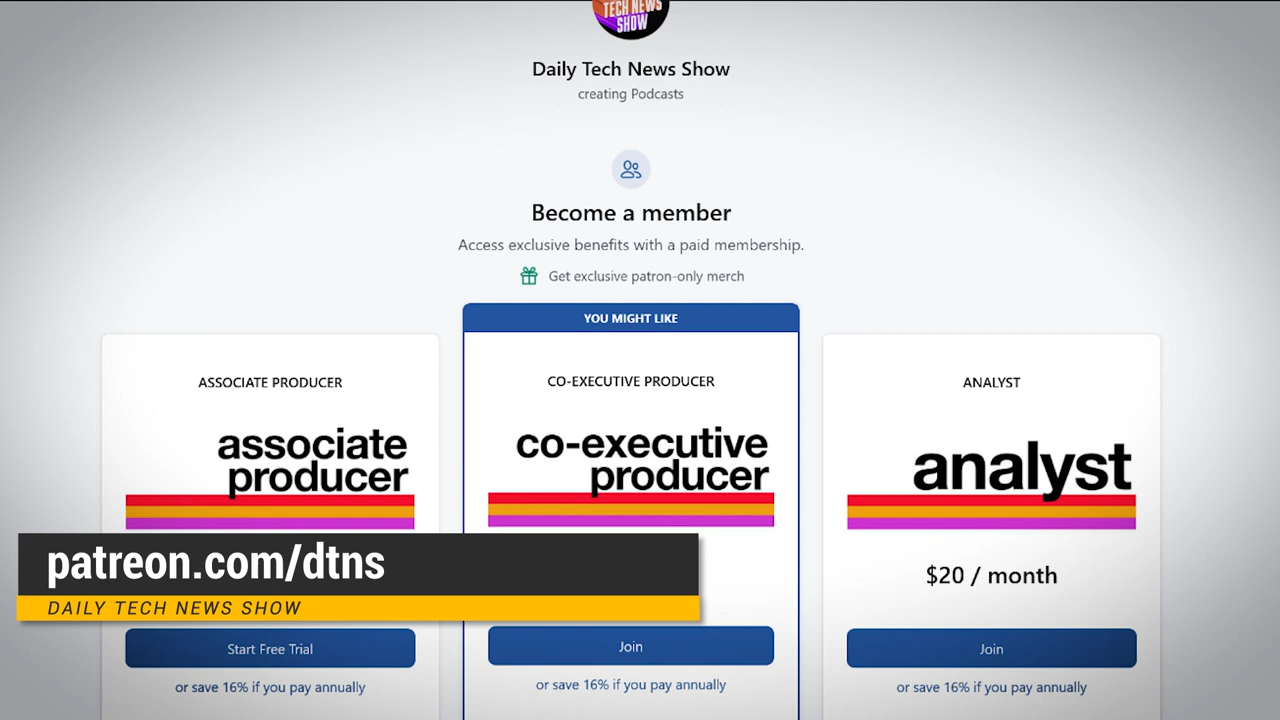 TECH NEWS
SHOW
Daily Tech News Show
creating Podcasts
Become a member
Access exclusive benefits with a paid membership.
Get exclusive patron-only merch
YOU MIGHT LIKE
ASSOCIATE PRODUCER
associate
producer
Start Free Trial
or save 16% if you pay annually
CO-EXECUTIVE PRODUCER
co-executive
producer
Join
or save 16% if you pay annually
ANALYST
analyst
$20 / month
Join
or save 16% if you pay annually
patreon.com/dtns
DAILY TECH NEWS SHOW